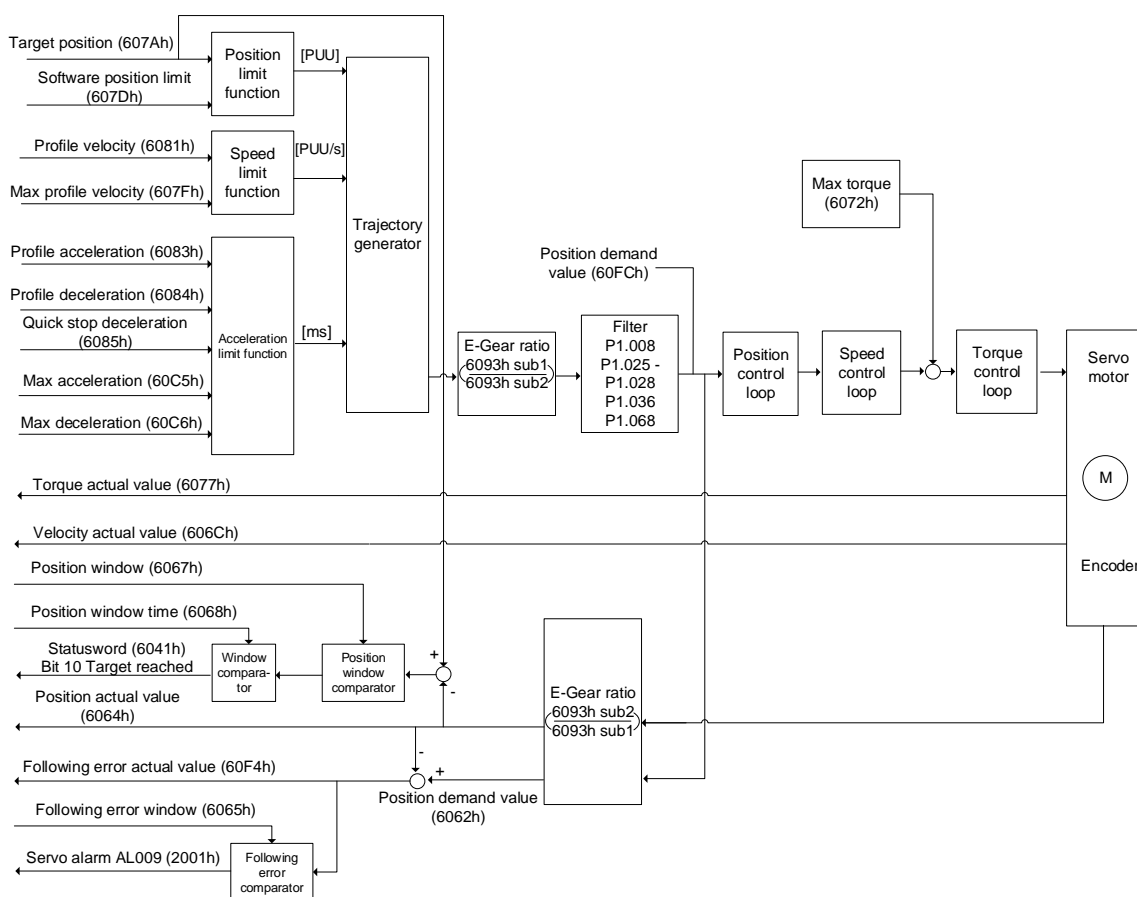 Target position (607Ah)
Software position limit
(607Dh)
Position
limit
function
[PUU]
Profile velocity (6081h)
Max profile velocity (607Fh)
Speed
limit
function
[PUU/s]
Profile acceleration (6083h)
Profile deceleration (6084h)
Quick stop deceleration
(6085h)
Max acceleration (60C5h)
Max deceleration (60C6h)
Acceleration
limit function
[ms]
Trajectory
generator
E-Gear ratio
(6093h sub1
6093h sub2)
Filter
P1.008
P1.025 -
P1.028
P1.036
P1.068
Position demand
value (60FCh)
Position
control
loop
Speed
control
loop
Max torque
(6072h)
Torque
control
loop
Servo
motor
M
Encoder
Torque actual value (6077h)
Velocity actual value (606Ch)
Position window (6067h)
Position window time (6068h)
Statusword (6041h)
Bit 10 Target reached
Window
compara-
tor
Position
window
comparator
+
-
Position actual value
(6064h)
E-Gear ratio
(6093h sub2
6093h sub1)
-
+
Following error actual value (60F4h)
Position demand value
(6062h)
Following error window (6065h)
Servo alarm AL009 (2001h)
Following
error
comparator